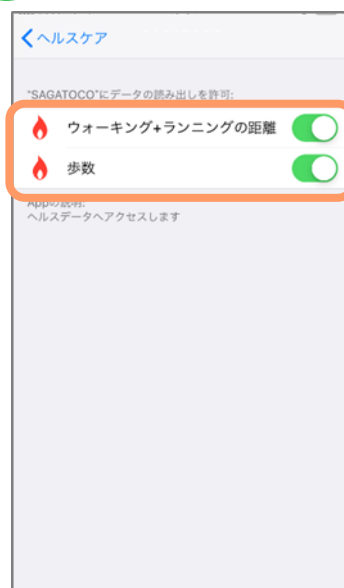 ヘルスケア
"SAGATOCO"にデータの読み出しを許可:
ウォーキング+ランニングの距離
歩数
Appの説明:
ヘルスデータへアクセスします